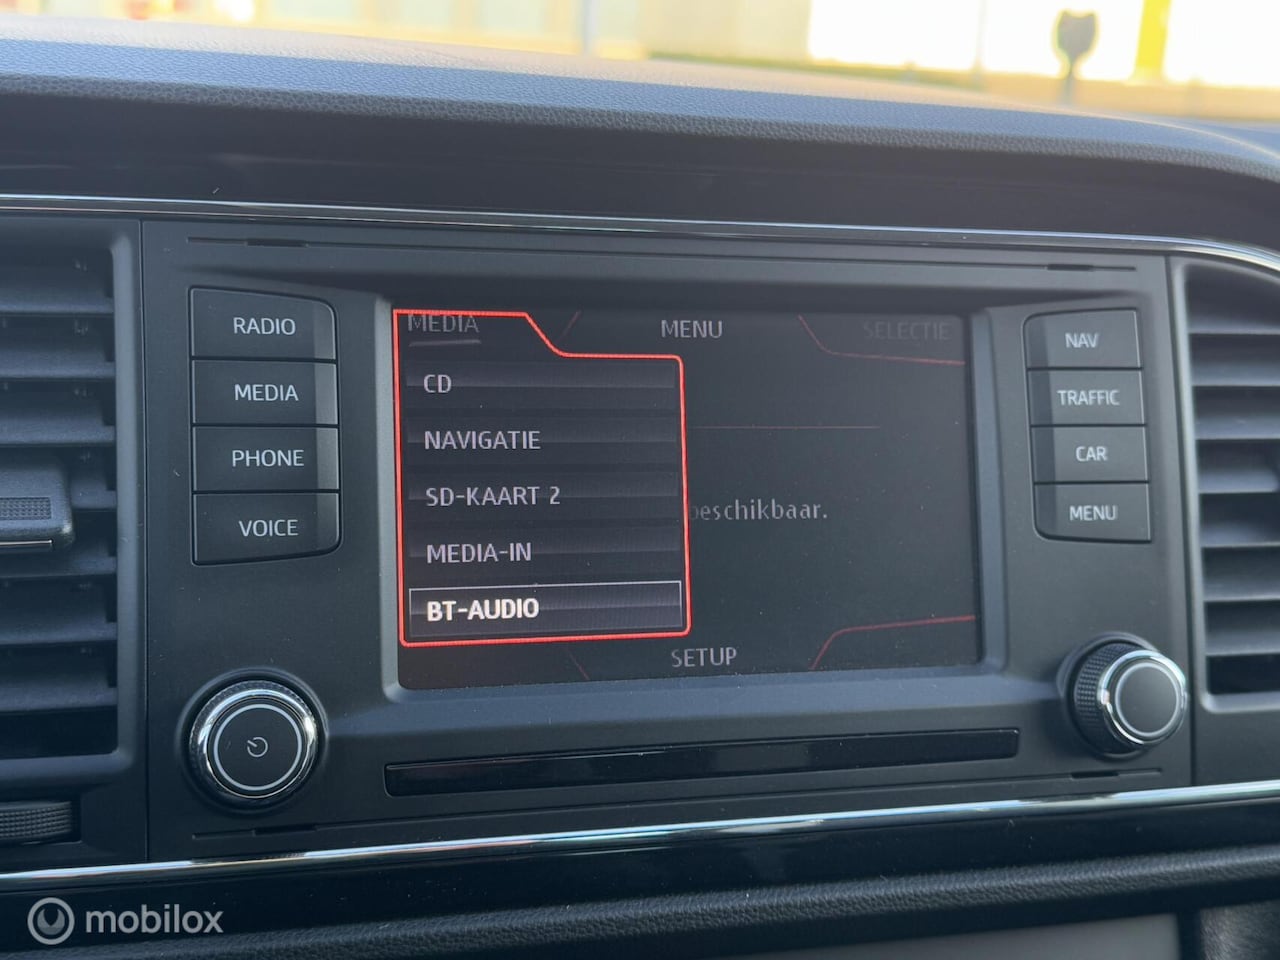 RADIO
MEDIA
PHONE
VOICE
MEDIA
MENU
SELECTIE
CD
NAVIGATIE
SD-KAART 2
MEDIA-IN
BT-AUDIO
beschikbaar.
SETUP
NAV
TRAFFIC
CAR
MENU
mobilox